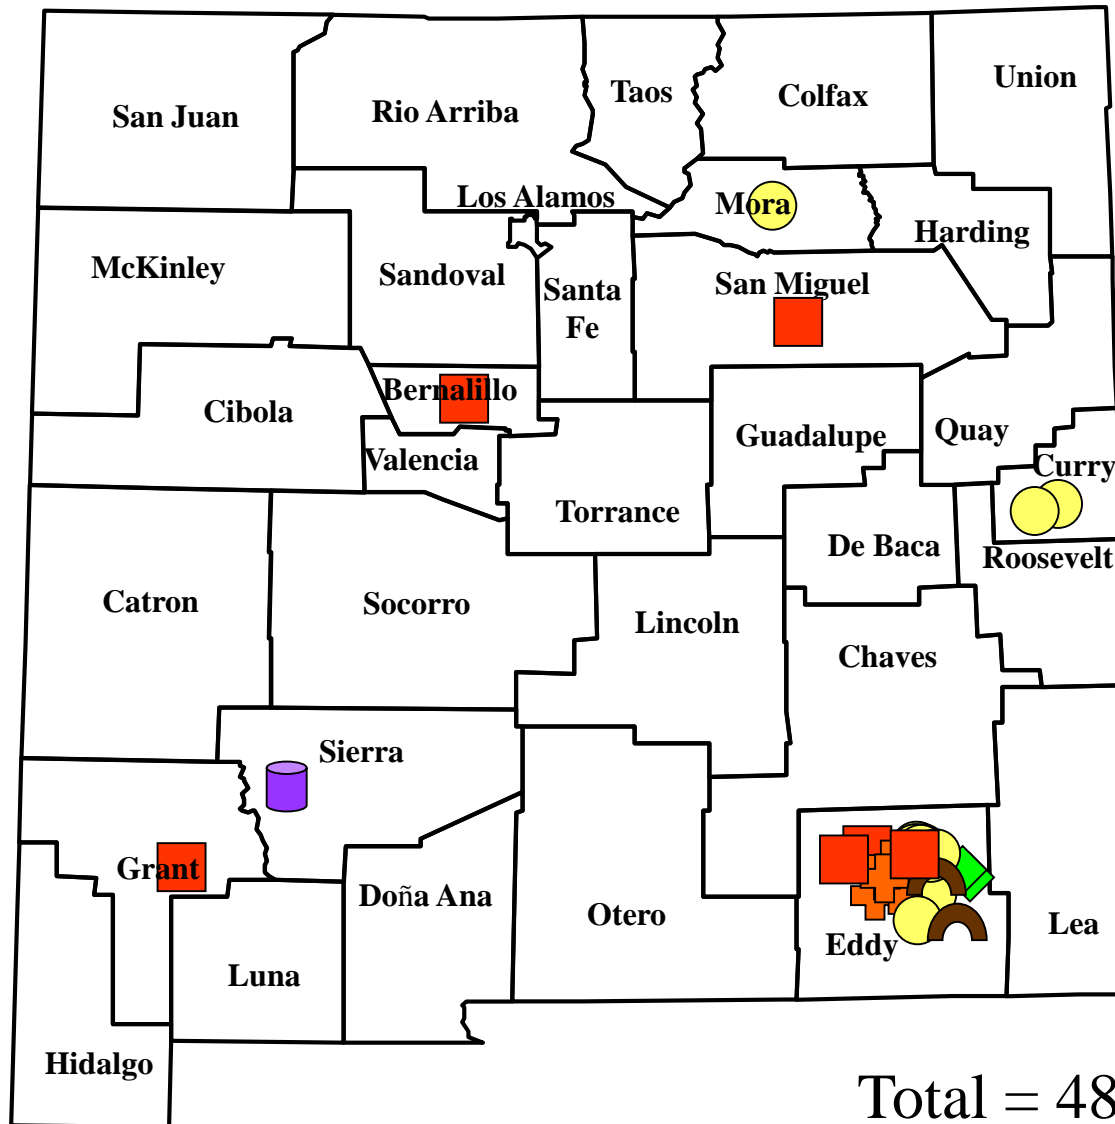 Union
Taos
Colfax
San Juan
Rio Arriba
Los Alamos
Mora
Harding
McKinley
Sandoval
San Miguel
Santa
Fe
Bernalillo
Cibola
Guadalupe
Quay
Valencia
Curry
Torrance
De Baca
Roosevelt
Catron
Socorro
Lincoln
Chaves
Sierra
Grant
Doña Ana
Otero
Lea
Eddy
Luna
Hidalgo
Total = 48